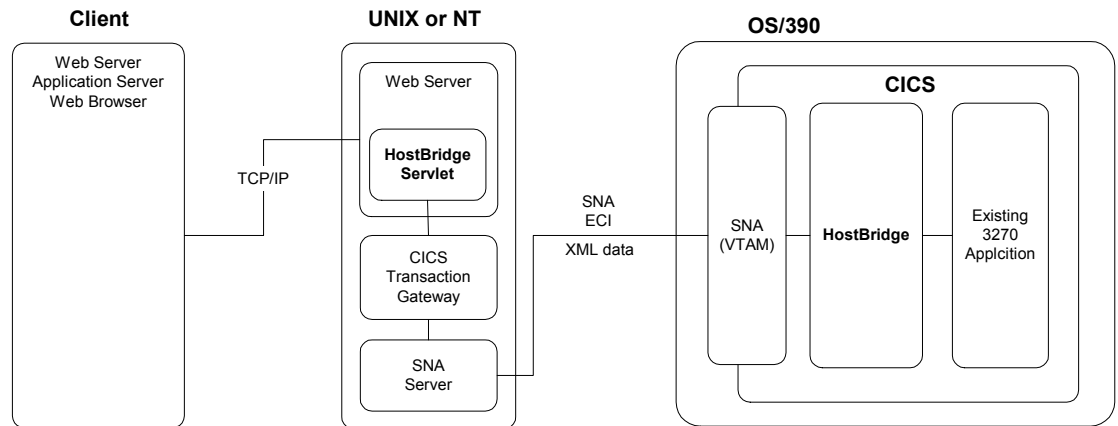 Client
Web Server
Application Server
Web Browser
TCP/IP
UNIX or NT
Web Server
HostBridge
Servlet
CICS
Transaction
Gateway
SNA
Server
SNA
ECI
XML data
OS/390
CICS
SNA
(VTAM)
HostBridge
Existing
3270
Applcition